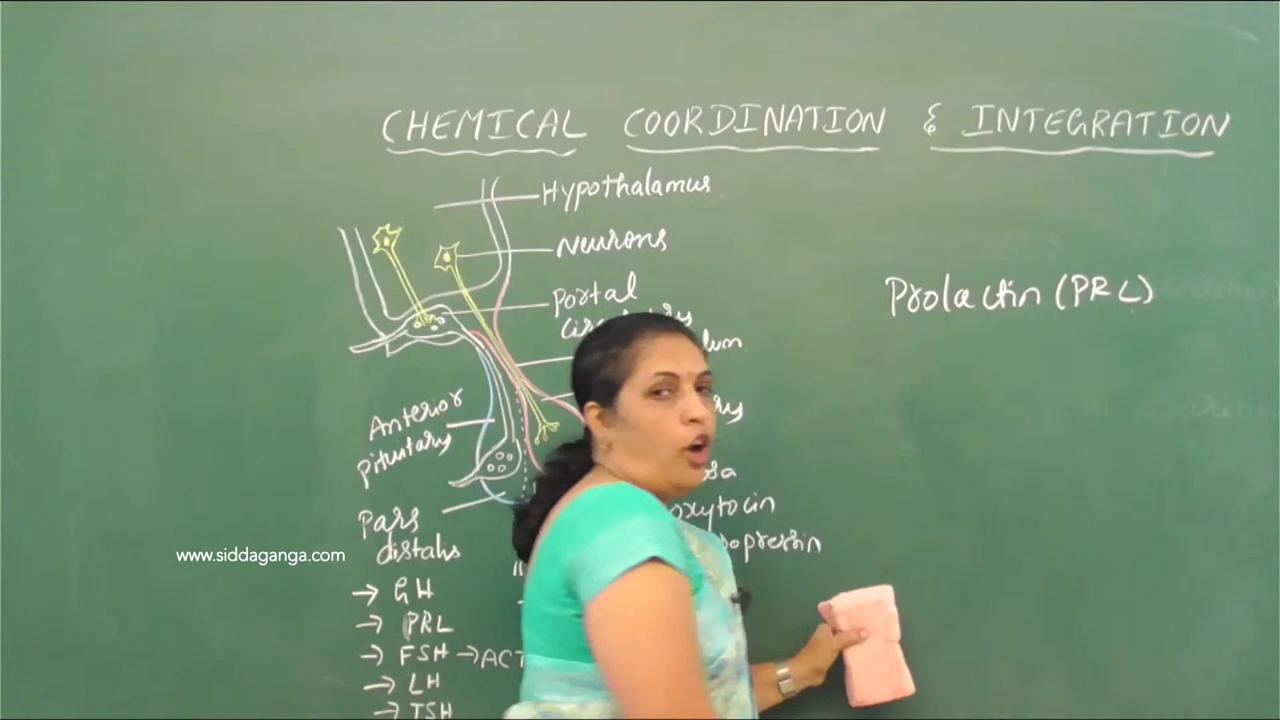 CHEMICAL COORDINATION & INTEGRATION
Hypothalamus
Neurons
Portal
Prolactin (PRL)
Anterior
pituitary
Pars
distalis
oxytocin
www.siddaganga.com
→ GH
→ PRL
→ FSH → ACT
→ LH
→ TSH